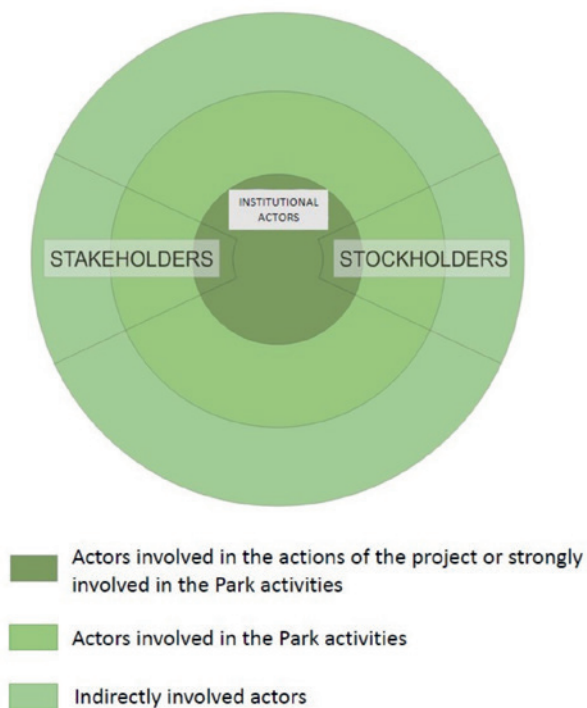 INSTITUTIONAL
ACTORS
STAKEHOLDERS
STOCKHOLDERS
Actors involved in the actions of the project or strongly
involved in the Park activities
Actors involved in the Park activities
Indirectly involved actors